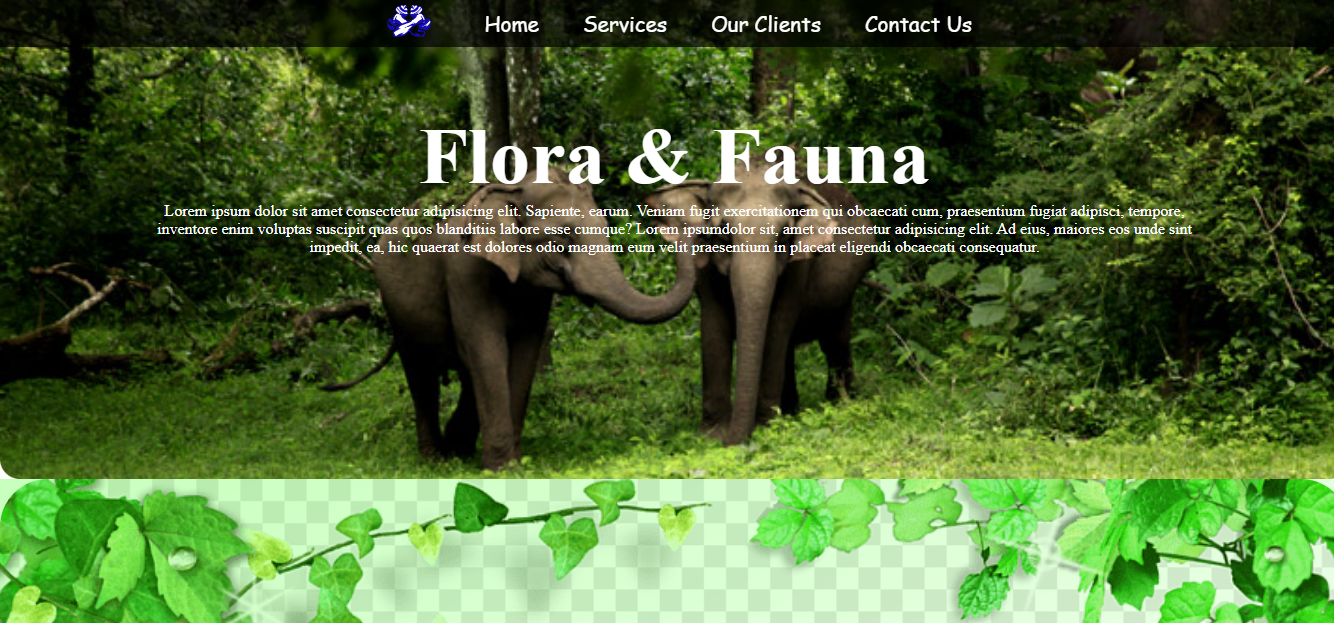 Home Services Our Clients Contact Us
Flora & Fauna
Lorem ipsum dolor sit amet consectetur adipisicing elit. Sapiente, earum. Veniam fugit exercitationem qui obcaecati cum, praesentium fugiat adipisci, tempore,
inventore enim voluptas suscipit quas quos blanditiis labore esse cumque? Lorem ipsumdolor sit, amet consectetur adipisicing elit. Ad eius, maiores eos unde sint
impedit, ea, hic quaerat est dolores odio magnam eum velit praesentium in placeat eligendi obcaecati consequatur.